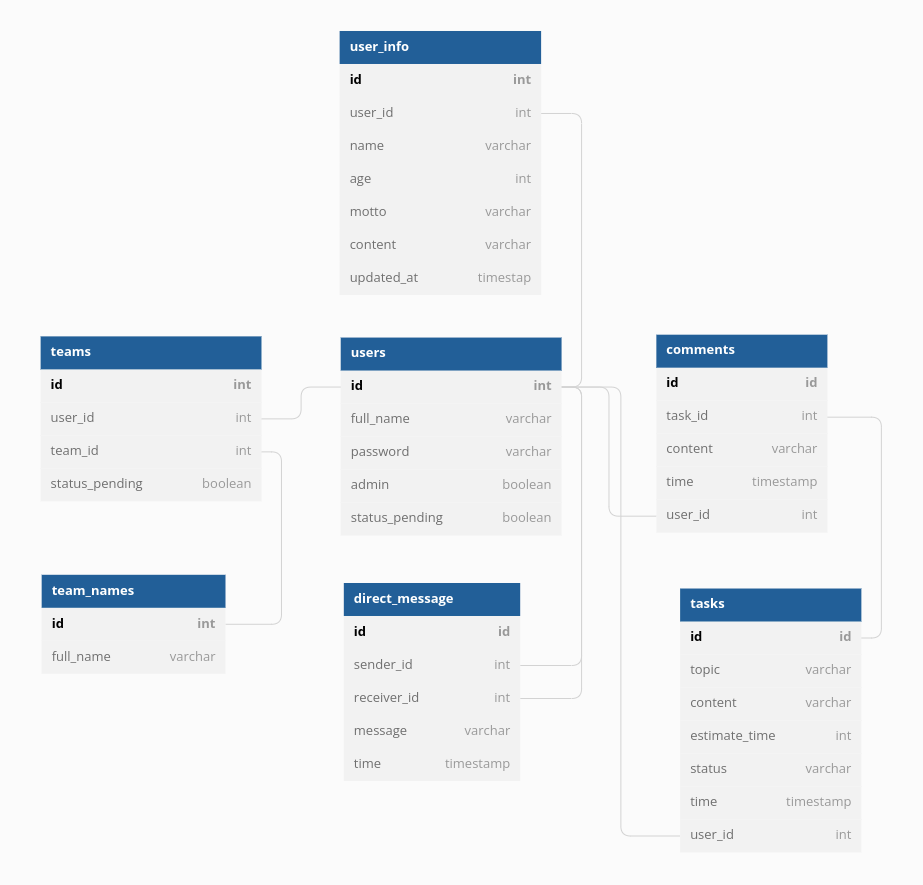 user_info
id int
user_id int
name varchar
age int
motto varchar
content varchar
updated_at timestap
teams
id int
user_id int
team_id int
status_pending boolean
users
id int
full_name varchar
password varchar
admin boolean
status_pending boolean
comments
id id
task_id int
content varchar
time timestamp
user_id int
team_names
id int
full_name varchar
direct_message
id id
sender_id int
receiver_id int
message varchar
time timestamp
tasks
id id
topic varchar
content varchar
estimate_time int
status varchar
time timestamp
user_id int